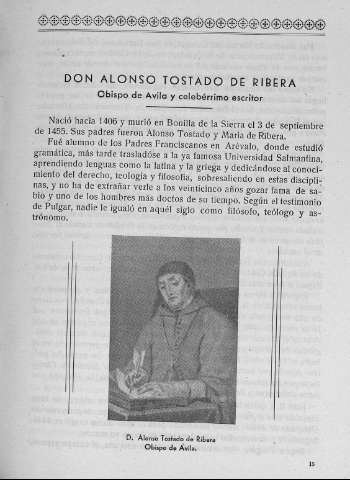 DON ALONSO TOSTADO DE RIBERA
Obispo de Avila y celebérrimo escritor
Nació hacia 1406 y murió en Bonilla de la Sierra el 3 de septiembre
de 1455. Sus padres fueron Alonso Tostado y María de Ribera.
Fué alumno de los Padres Franciscanos en Arévalo, donde estudió
gramática, más tarde trasladóse a la ya famosa Universidad Salmantina,
aprendiendo lenguas como la latina y la griega y dedicándose al conoci-
miento del derecho, teología y filosofía, sobresaliendo en estas discipli-
nas, y no ha de extrañar verle a los veinticinco años gozar fama de sa-
bio y uno de los hombres más doctos de su tiempo. Según el testimonio
de Pulgar, nadie le igualó en aquél siglo como filósofo, teólogo y as-
trónomo.
D. Alonso Tostado de Ribera
Obispo de Avila.
15